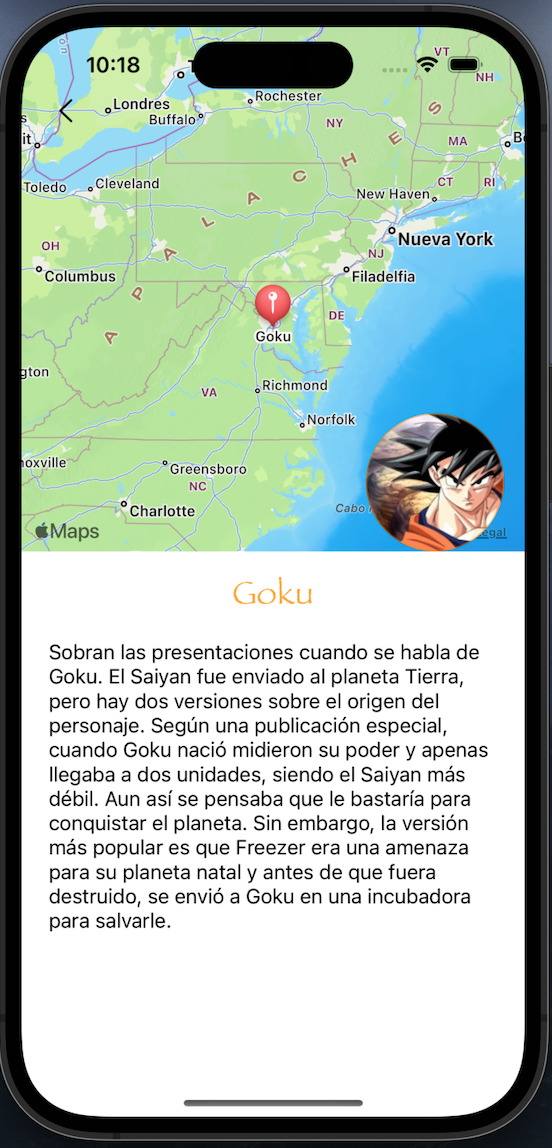 10:18
VT
NH
Londres
Rochester
Buffalo
NY
MA
Toledo
Cleveland
CT
RI
New Haven
OH
A P A L A C H E S
Nueva York
NJ
Columbus
Filadelfia
Goku
DE
VA
Richmond
Norfolk
Greensboro
NC
Charlotte
Cabo
Maps
Goku
Sobran las presentaciones cuando se habla de
Goku. El Saiyan fue enviado al planeta Tierra,
pero hay dos versiones sobre el origen del
personaje. Según una publicación especial,
cuando Goku nació midieron su poder y apenas
llegaba a dos unidades, siendo el Saiyan más
débil. Aun así se pensaba que le bastaría para
conquistar el planeta. Sin embargo, la versión
más popular es que Freezer era una amenaza
para su planeta natal y antes de que fuera
destruido, se envió a Goku en una incubadora
para salvarle.